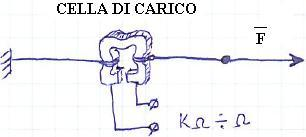 CELLA DI CARICO
F
KΩ ÷ Ω